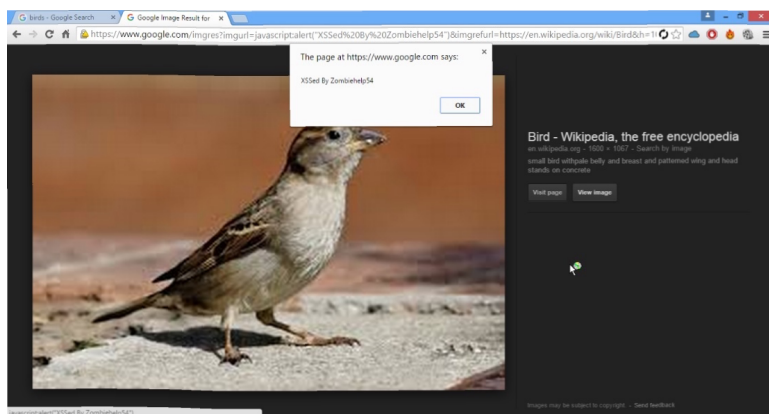 birds - Google Search
Google Image Result for
https://www.google.com/imgres?imgurl=javascript:alert("XSSed%20By%20Zombiehelp54")&imgrefurl=https://en.wikipedia.org/wiki/Bird&h=1
The page at https://www.google.com says:
XSSed By Zombiehelp54
OK
Bird - Wikipedia, the free encyclopedia
en.wikipedia.org - 1600 × 1067 - Search by image
small bird withpale belly and breast and patterned wing and head
stands on concrete
Visit page
View image
Images may be subject to copyright. - Send feedback
javascript:alert("XSSed By Zombiehelp54")